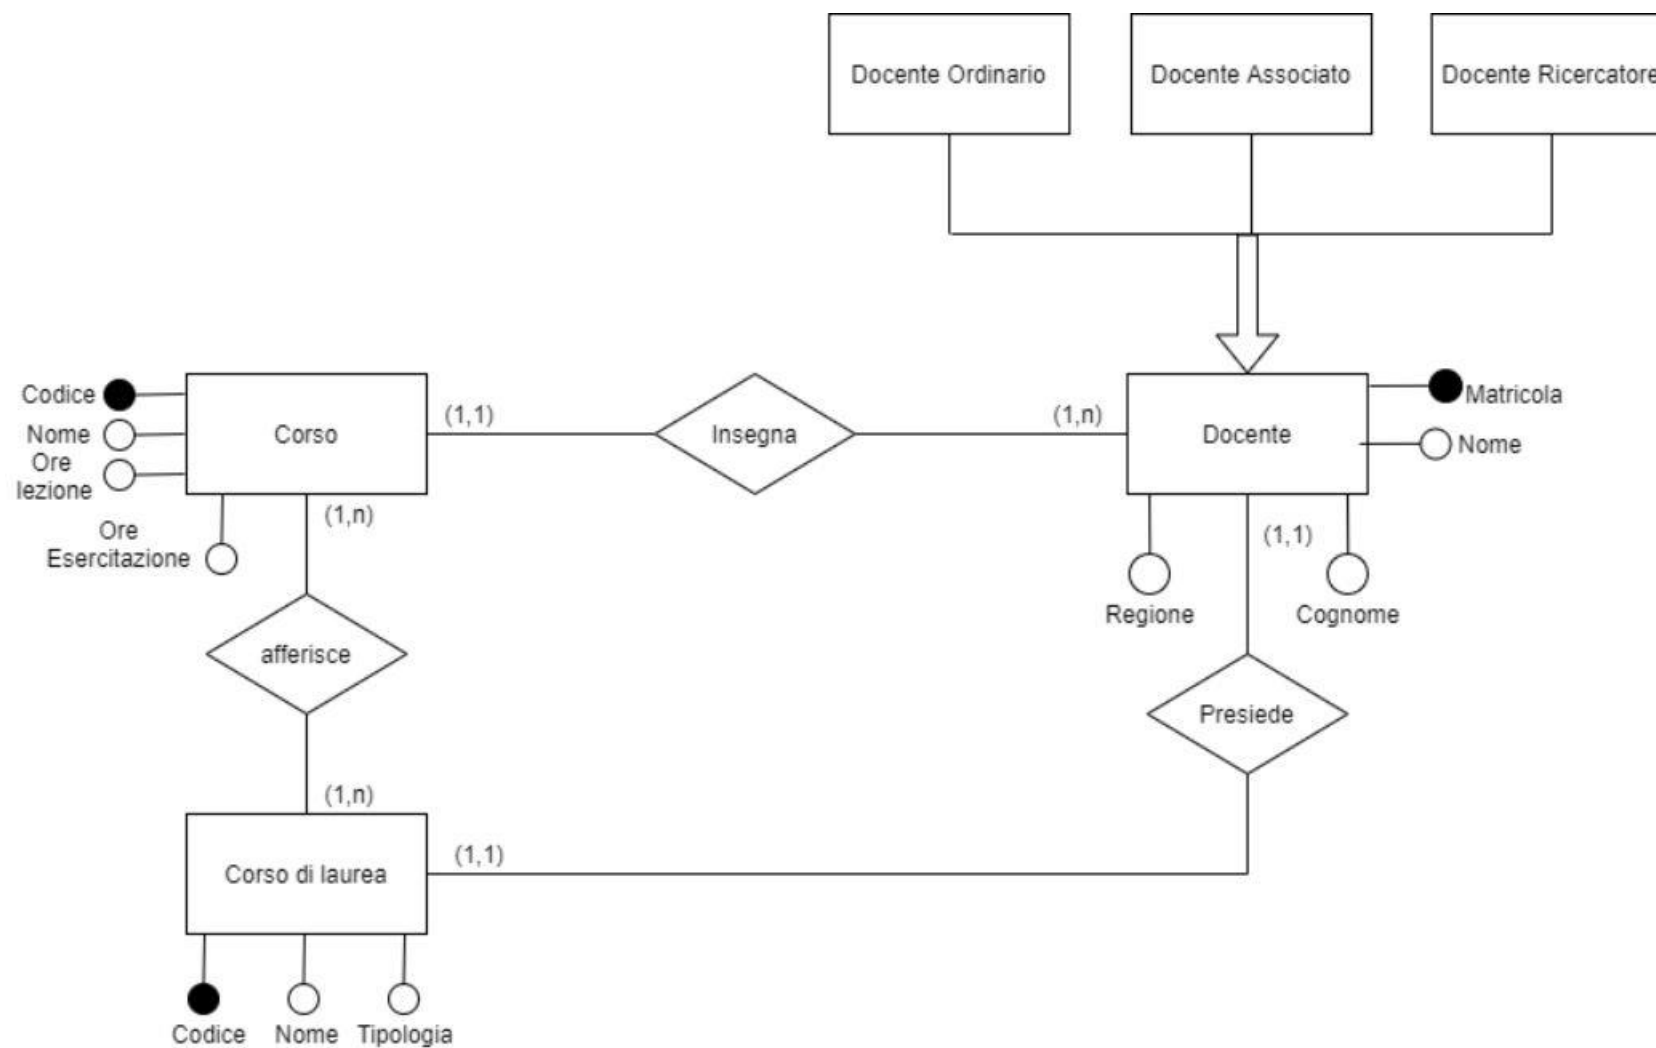 Docente Ordinario
Docente Associato
Docente Ricercatore
Codice
Nome
Ore
lezione
Ore
Esercitazione
Corso
(1,1)
Insegna
(1,n)
Docente
Matricola
Nome
(1,n)
(1,1)
Regione
Cognome
afferisce
Presiede
(1,n)
(1,1)
Corso di laurea
Codice
Nome
Tipologia